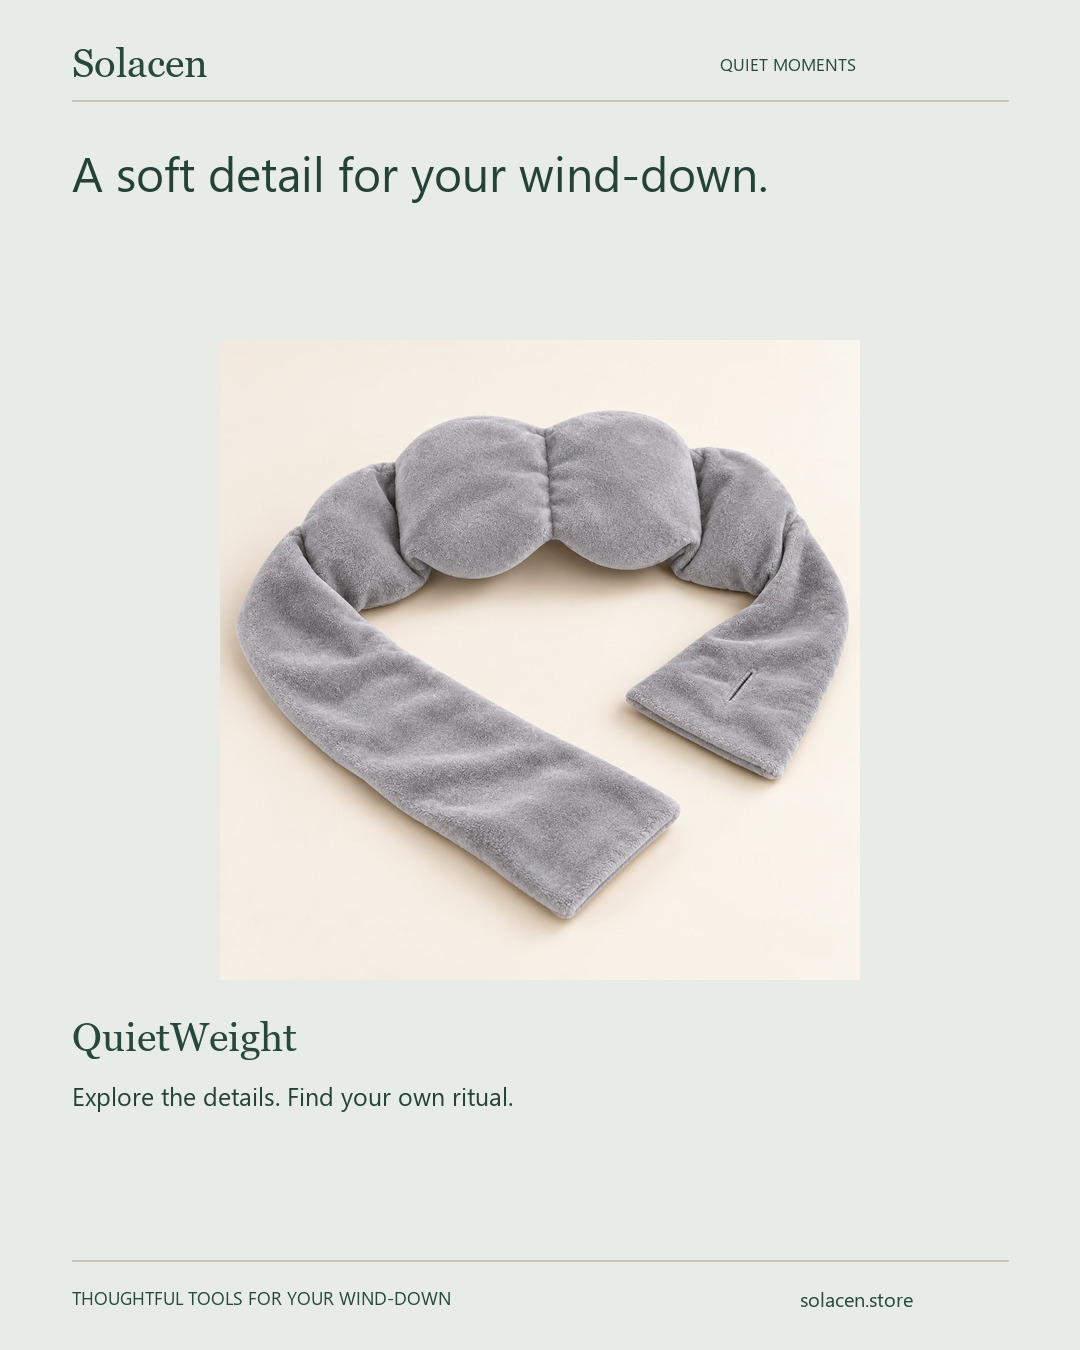 Solacen
QUIET MOMENTS
A soft detail for your wind-down.
QuietWeight
Explore the details. Find your own ritual.
THOUGHTFUL TOOLS FOR YOUR WIND-DOWN
solacen.store